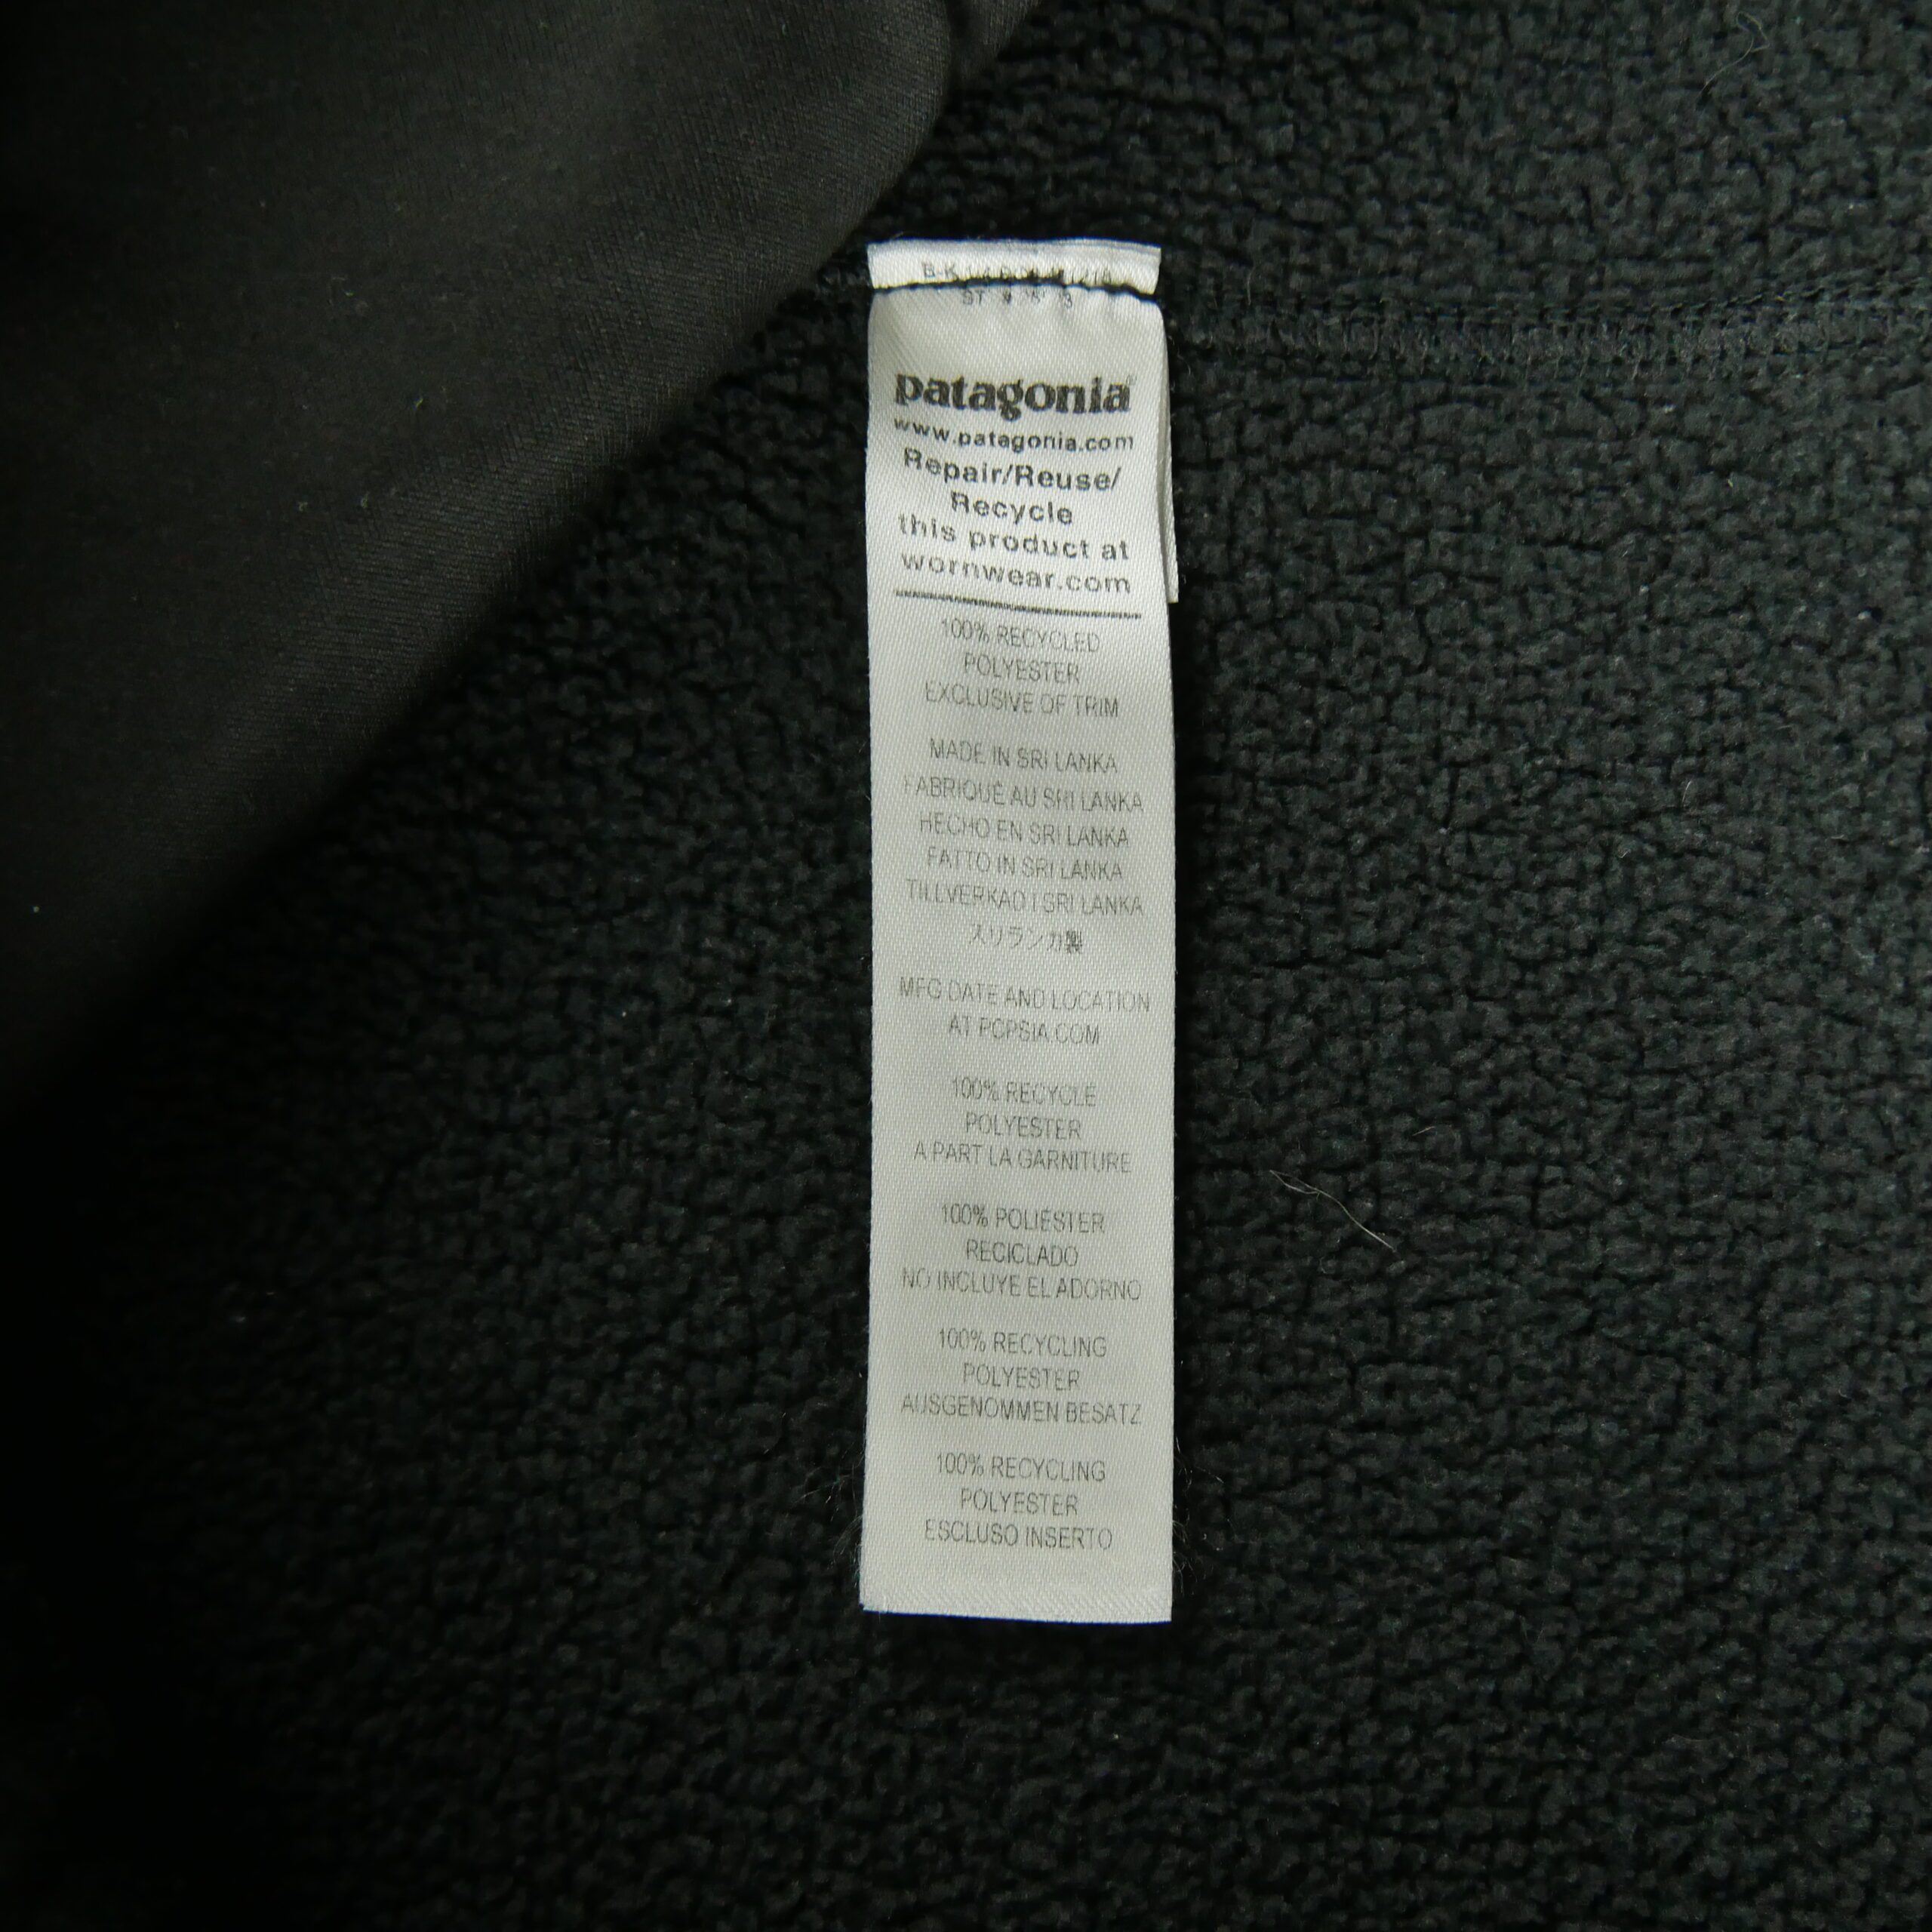 patagonia
www.patagonia.com
Repair/Reuse/
Recycle
this product at
wornwear.com
100% RECYCLED
POLYESTER
EXCLUSIVE OF TRIM
MADE IN SRI LANKA
FABRIQUÉ AU SRI LANKA
HECHO EN SRI LANKA
FATTO IN SRI LANKA
TILLVERKAD I SRI LANKA
スリランカ製
MFG DATE AND LOCATION
AT PCPSIA.COM
100% RECYCLÉ
POLYESTER
A PART LA GARNITURE
100% POLIÉSTER
RECICLADO
NO INCLUYE EL ADORNO
100% RECYCLING
POLYESTER
AUSGENOMMEN BESATZ
100% RECYCLING
POLYESTER
ESCLUSO INSERTO